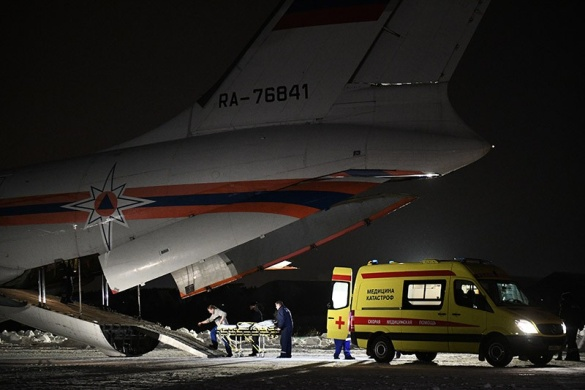 RA-76841
МЕДИЦИНА
КАТАСТРОФ
СКОРАЯ МЕДИЦИНСКАЯ ПОМОЩЬ